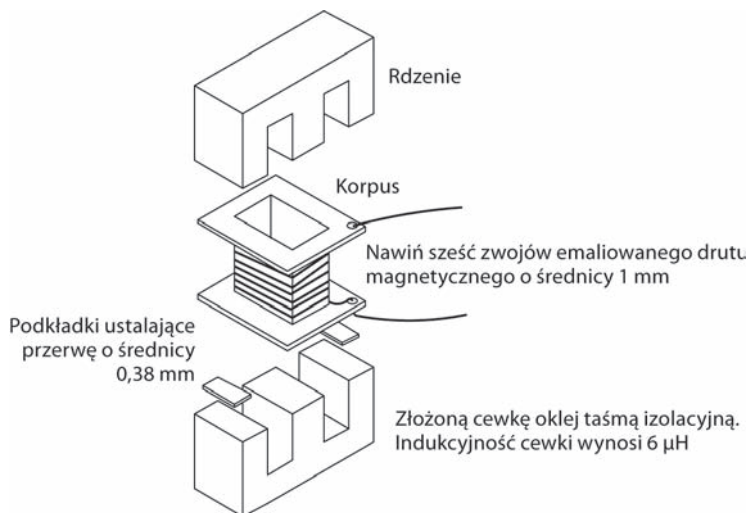 Rdzenie
Korpus
Nawiń sześć zwojów emaliowanego drutu
magnetycznego o średnicy 1 mm
Podkładki ustalające
przerwę o średnicy
0,38 mm
Złożoną cewkę oklej taśmą izolacyjną.
Indukcyjność cewki wynosi 6 µH